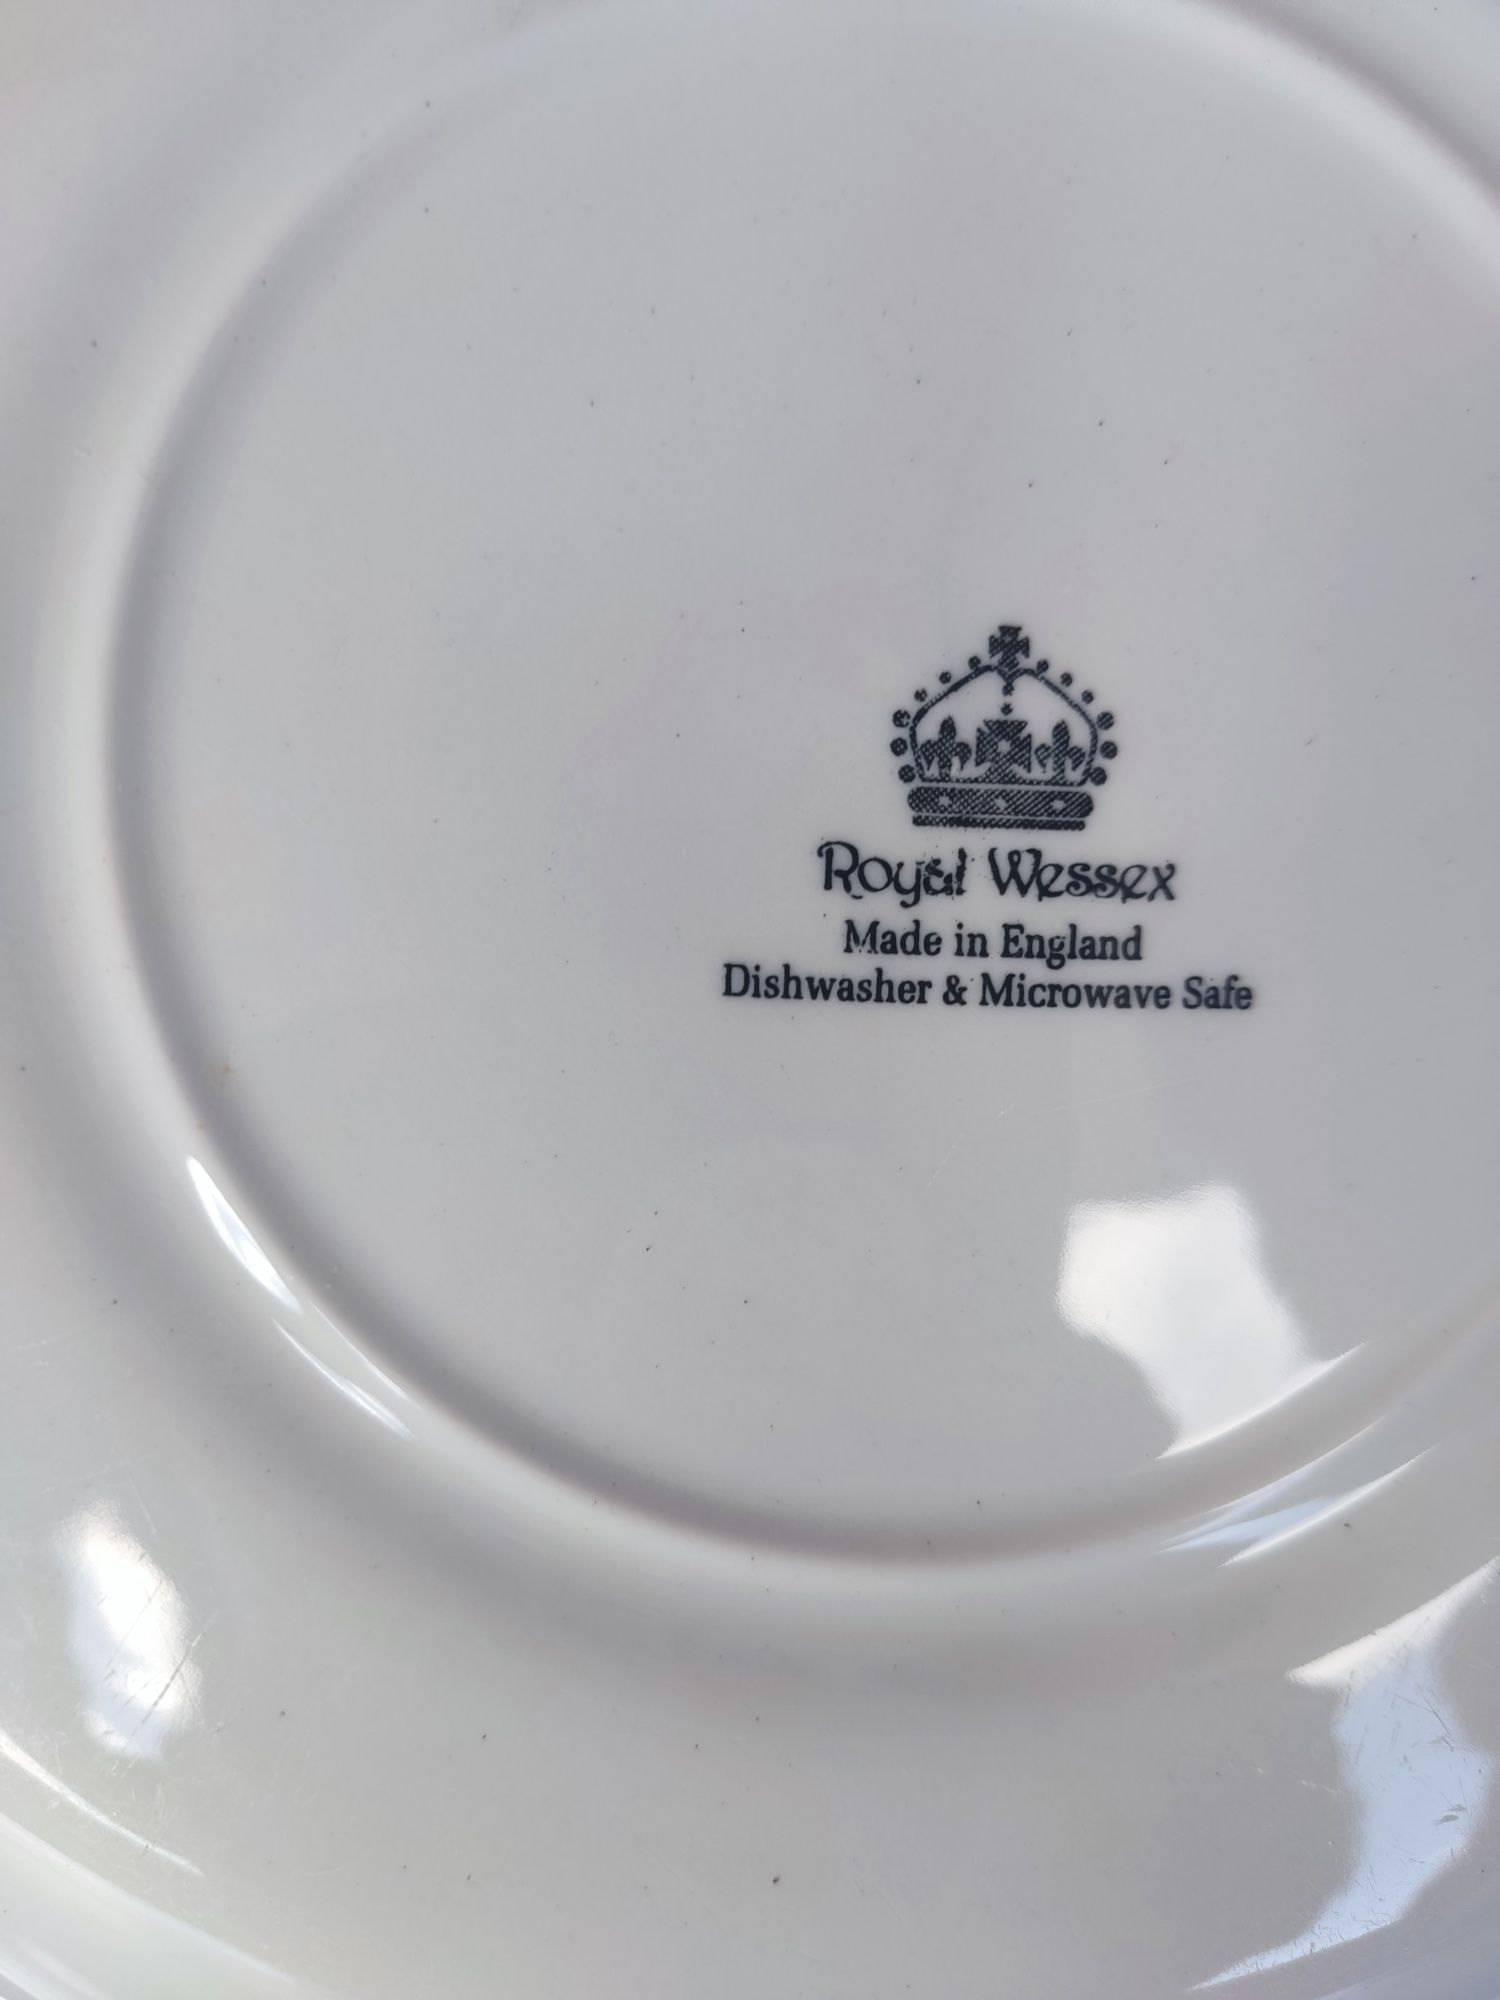 Royal Wessex
Made in England
Dishwasher & Microwave Safe